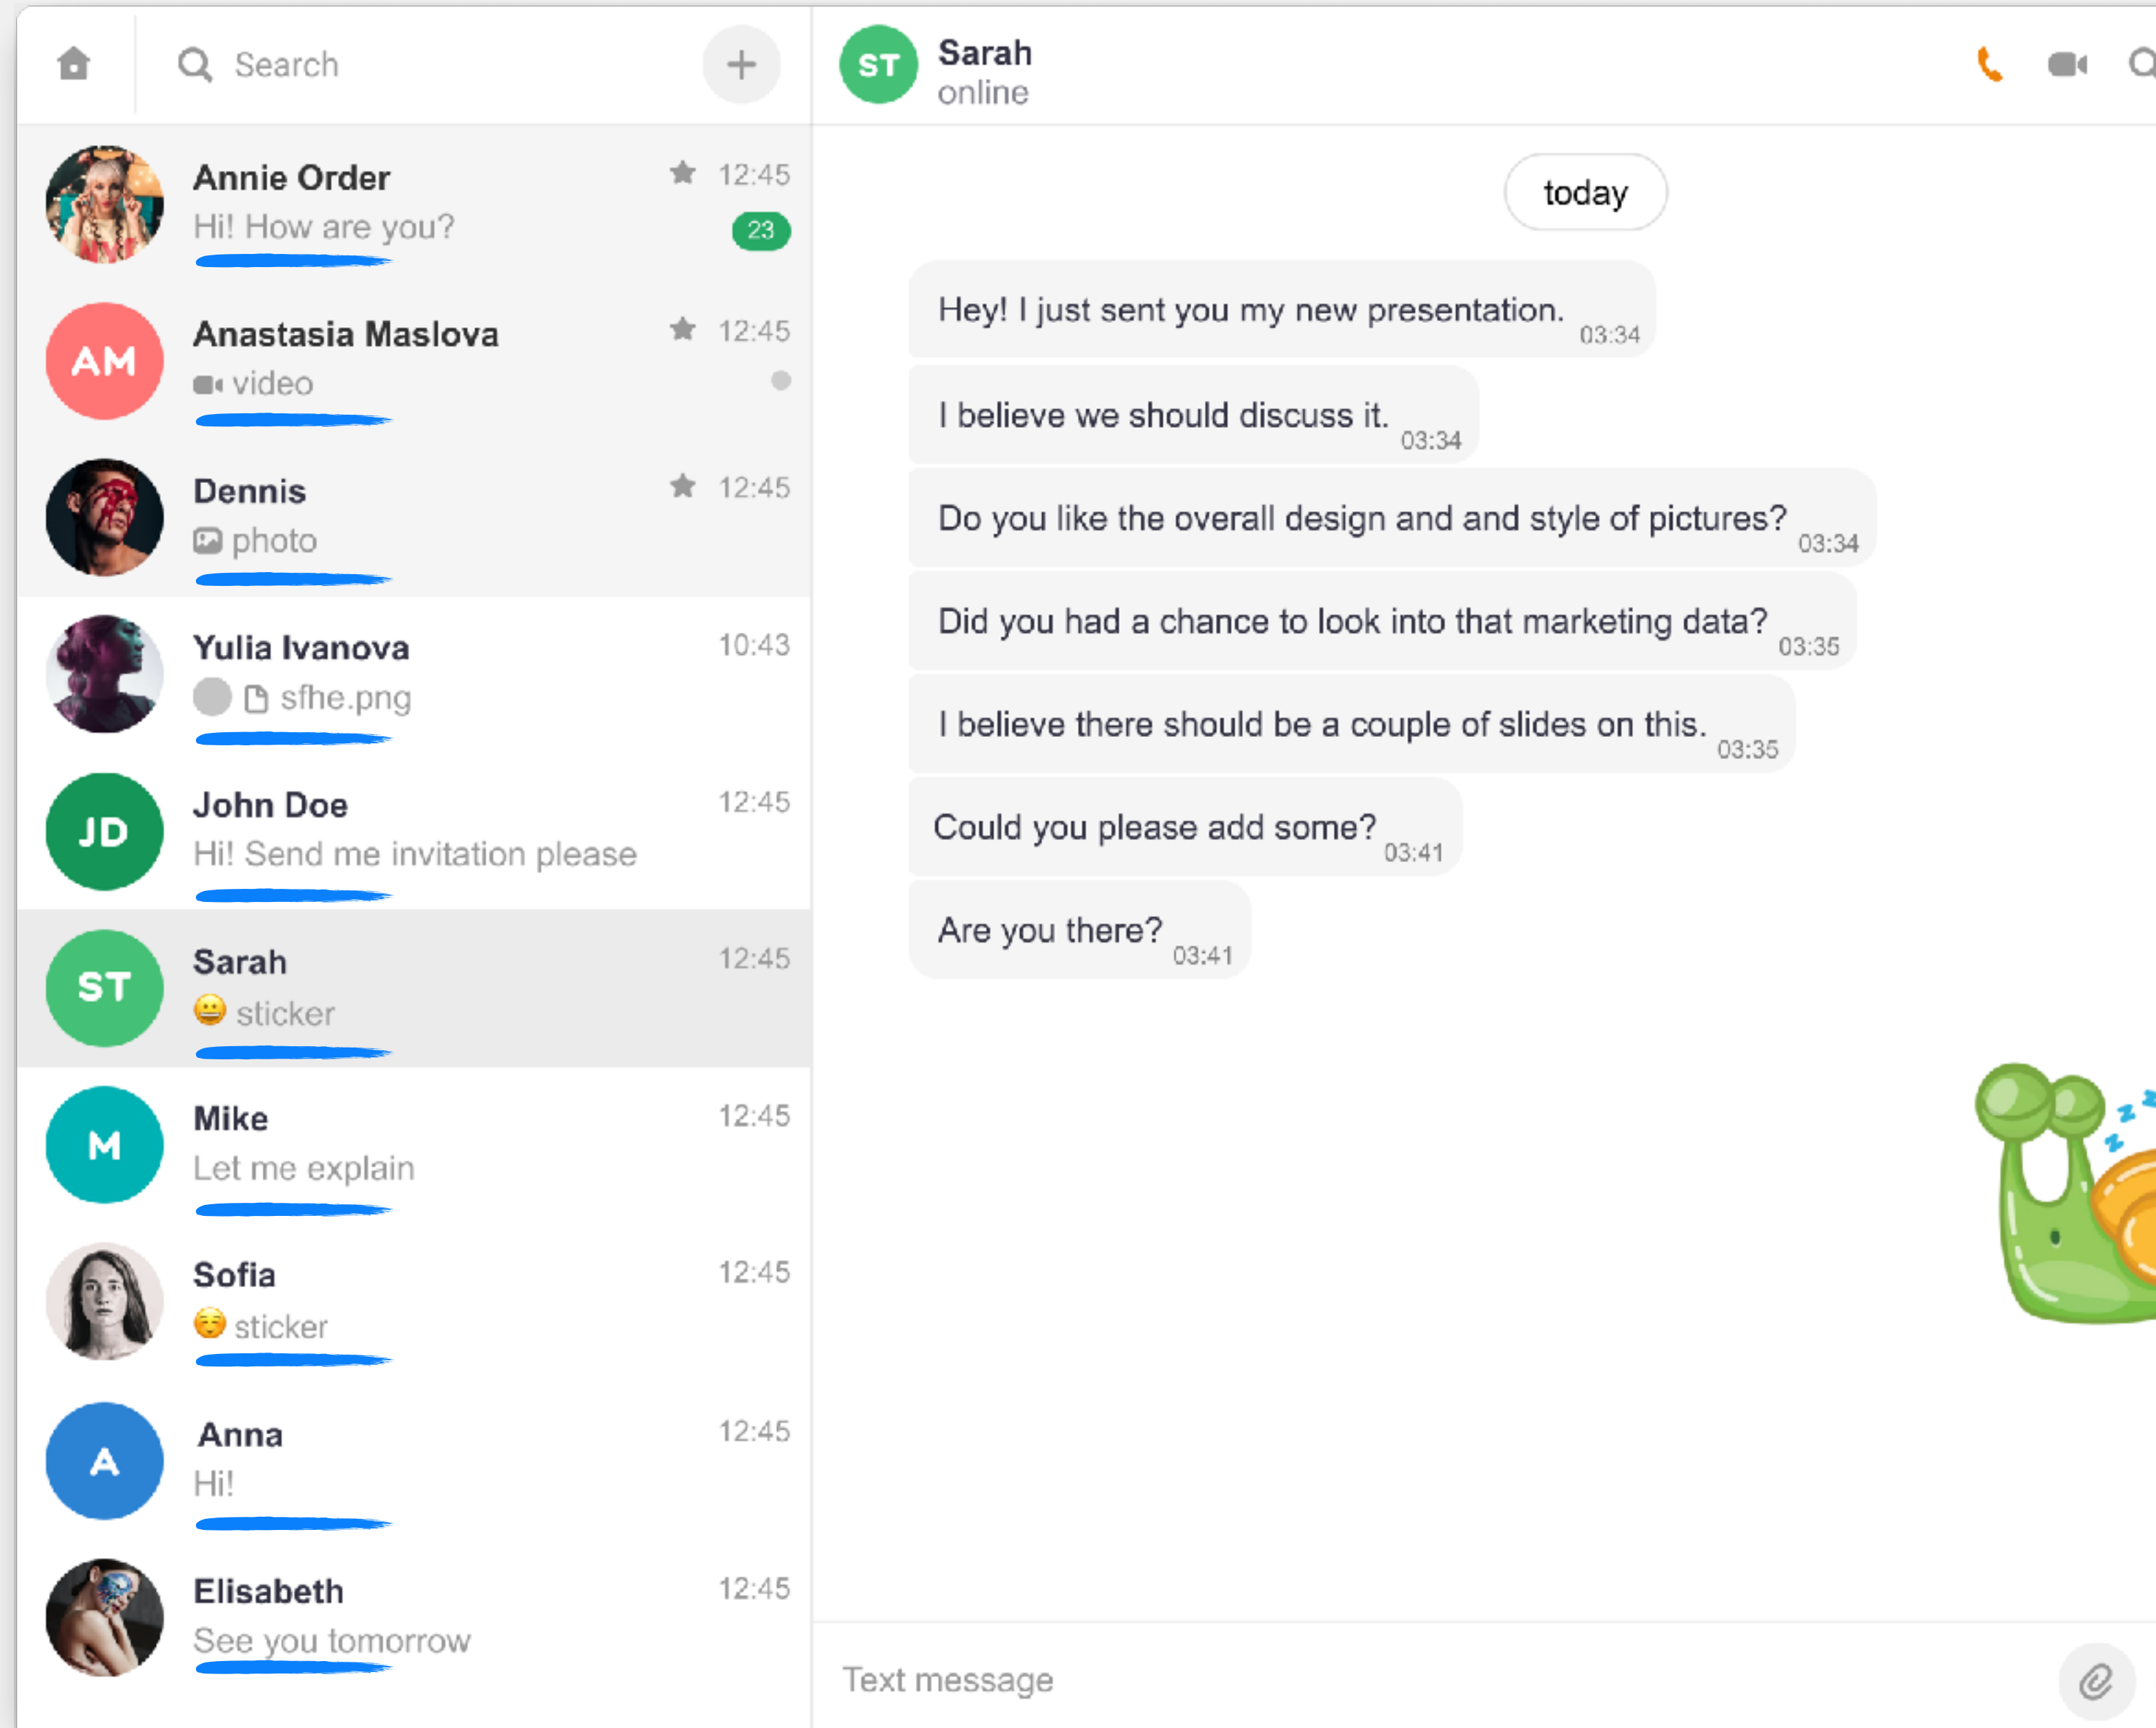 Search
Annie Order
12:45
Hi! How are you?
23
AM
Anastasia Maslova
12:45
video
Dennis
12:45
photo
Yulia Ivanova
10:43
sfhe.png
JD
John Doe
12:45
Hi! Send me invitation please
ST
Sarah
12:45
sticker
M
Mike
12:45
Let me explain
Sofia
12:45
sticker
A
Anna
12:45
Hi!
Elisabeth
12:45
See you tomorrow
ST
Sarah
online
today
Hey! I just sent you my new presentation.
03:34
I believe we should discuss it.
03:34
Do you like the overall design and and style of pictures?
03:34
Did you had a chance to look into that marketing data?
03:35
I believe there should be a couple of slides on this.
03:35
Could you please add some?
03:41
Are you there?
03:41
z z z z
Text message